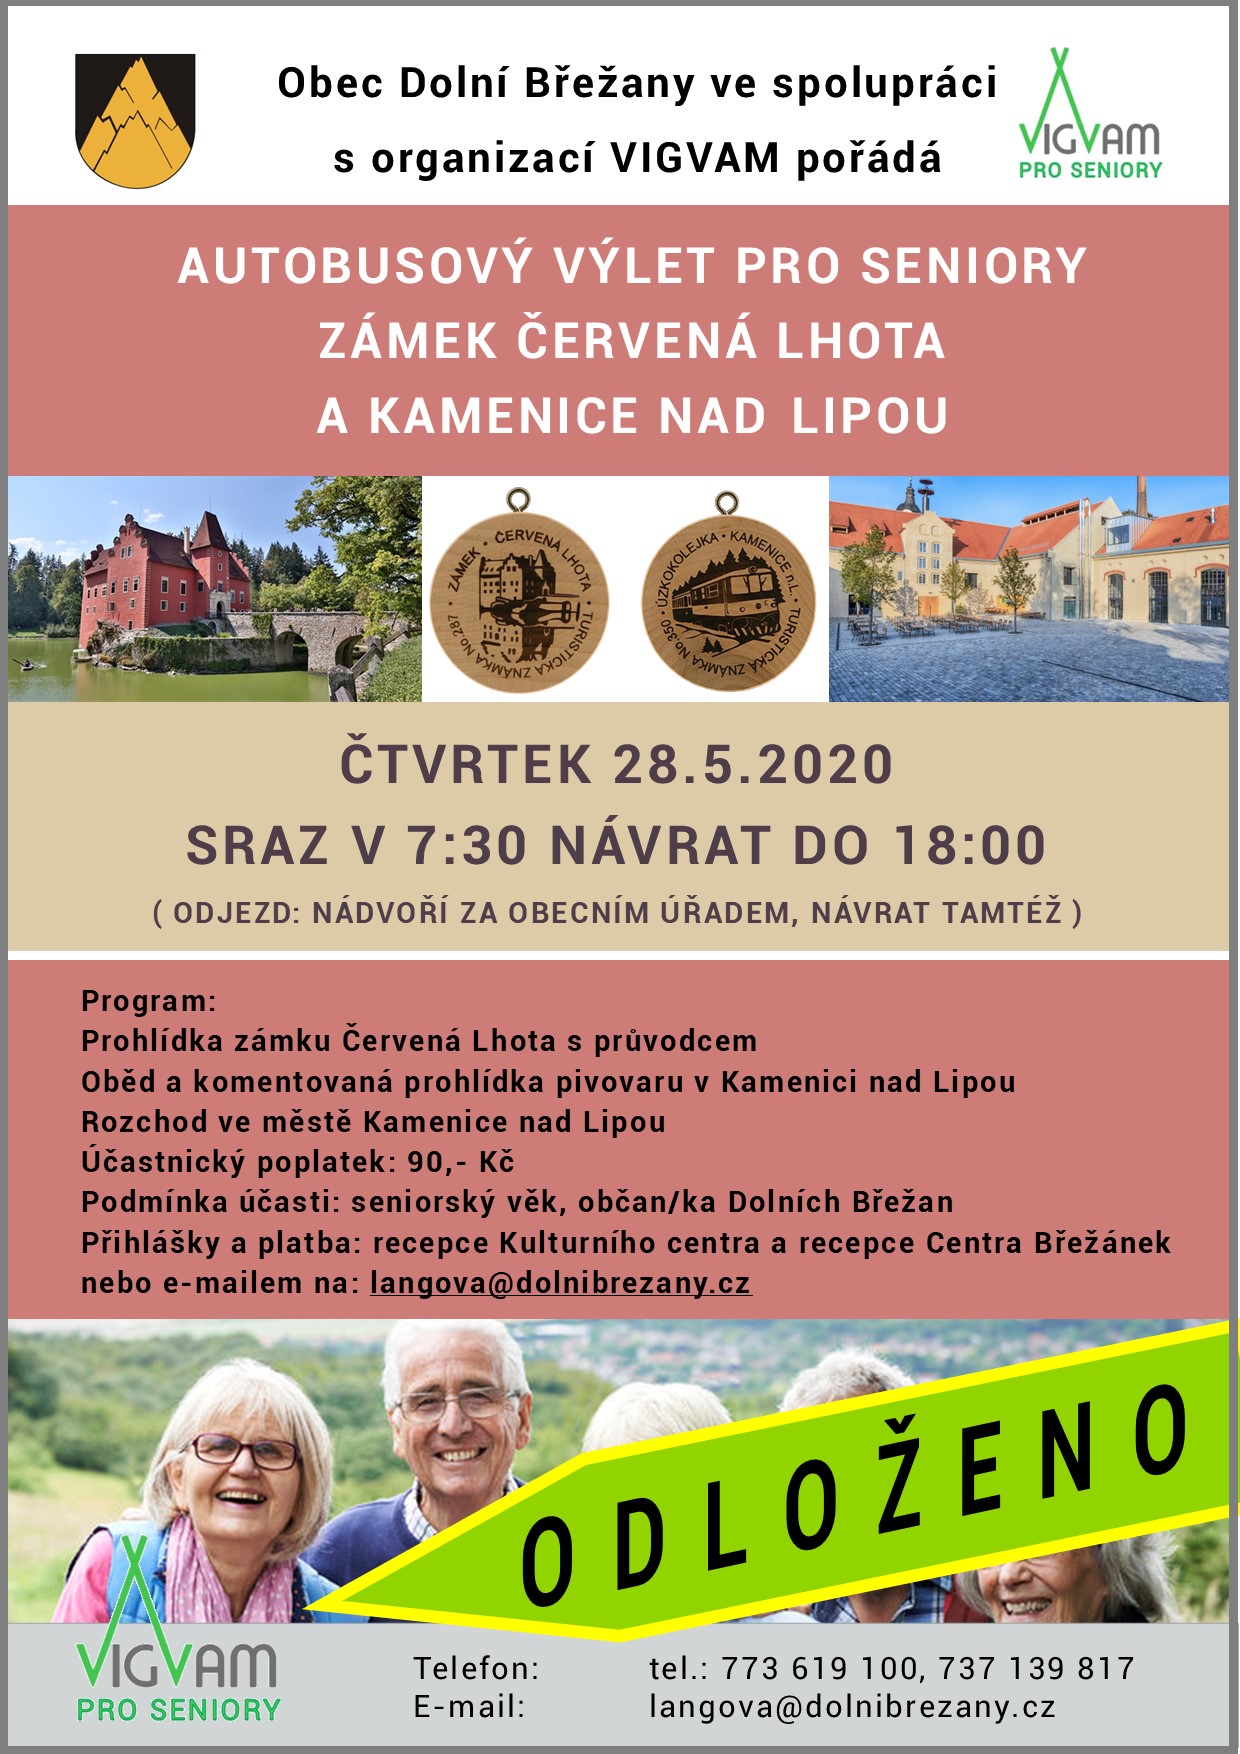 Obec Dolní Břežany ve spolupráci
s organizací VIGVAM pořádá
VIGVAM
PRO SENIORY
AUTOBUSOVÝ VÝLET PRO SENIORY
ZÁMEK ČERVENÁ LHOTA
A KAMENICE NAD LIPOU
ZÁMEK • ČERVENÁ LHOTA • TURISTICKÁ ZNÁMKA No.287 •
• ÚZKOKOLEJKA • KAMENICE n.L. • TURISTICKÁ ZNÁMKA No.350
ČTVRTEK 28.5.2020
SRAZ V 7:30 NÁVRAT DO 18:00
( ODJEZD: NÁDVOŘÍ ZA OBECNÍM ÚŘADEM, NÁVRAT TAMTÉŽ )
Program:
Prohlídka zámku Červená Lhota s průvodcem
Oběd a komentovaná prohlídka pivovaru v Kamenici nad Lipou
Rozchod ve městě Kamenice nad Lipou
Účastnický poplatek: 90,- Kč
Podmínka účasti: seniorský věk, občan/ka Dolních Břežan
Přihlášky a platba: recepce Kulturního centra a recepce Centra Břežánek
nebo e-mailem na: langova@dolnibrezany.cz
ODLOŽENO
VIGVAM
PRO SENIORY
Telefon: tel.: 773 619 100, 737 139 817
E-mail: langova@dolnibrezany.cz